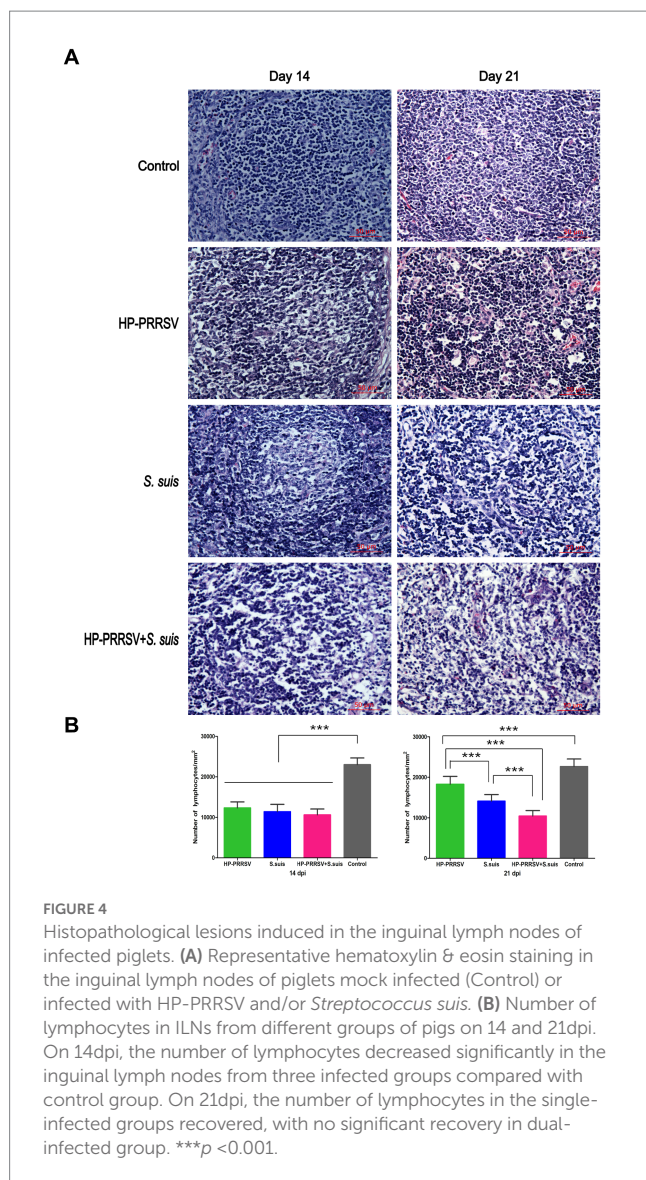 A
Day 14 Day 21
Control
HP-PRRSV
S. suis
HP-PRRSV+S. suis
B
*** ***
***
*** ***
Number of lymphocytes/mm²
30000
20000
10000
0
HP-PRRSV S.suis HP-PRRSV+S.suis Control
14 dpi
Number of lymphocytes/mm²
30000
20000
10000
0
HP-PRRSV S.suis HP-PRRSV+S.suis Control
21 dpi
FIGURE 4
Histopathological lesions induced in the inguinal lymph nodes of
infected piglets. (A) Representative hematoxylin & eosin staining in
the inguinal lymph nodes of piglets mock infected (Control) or
infected with HP-PRRSV and/or Streptococcus suis. (B) Number of
lymphocytes in ILNs from different groups of pigs on 14 and 21dpi.
On 14dpi, the number of lymphocytes decreased significantly in the
inguinal lymph nodes from three infected groups compared with
control group. On 21dpi, the number of lymphocytes in the single-
infected groups recovered, with no significant recovery in dual-
infected group. ***p <0.001.